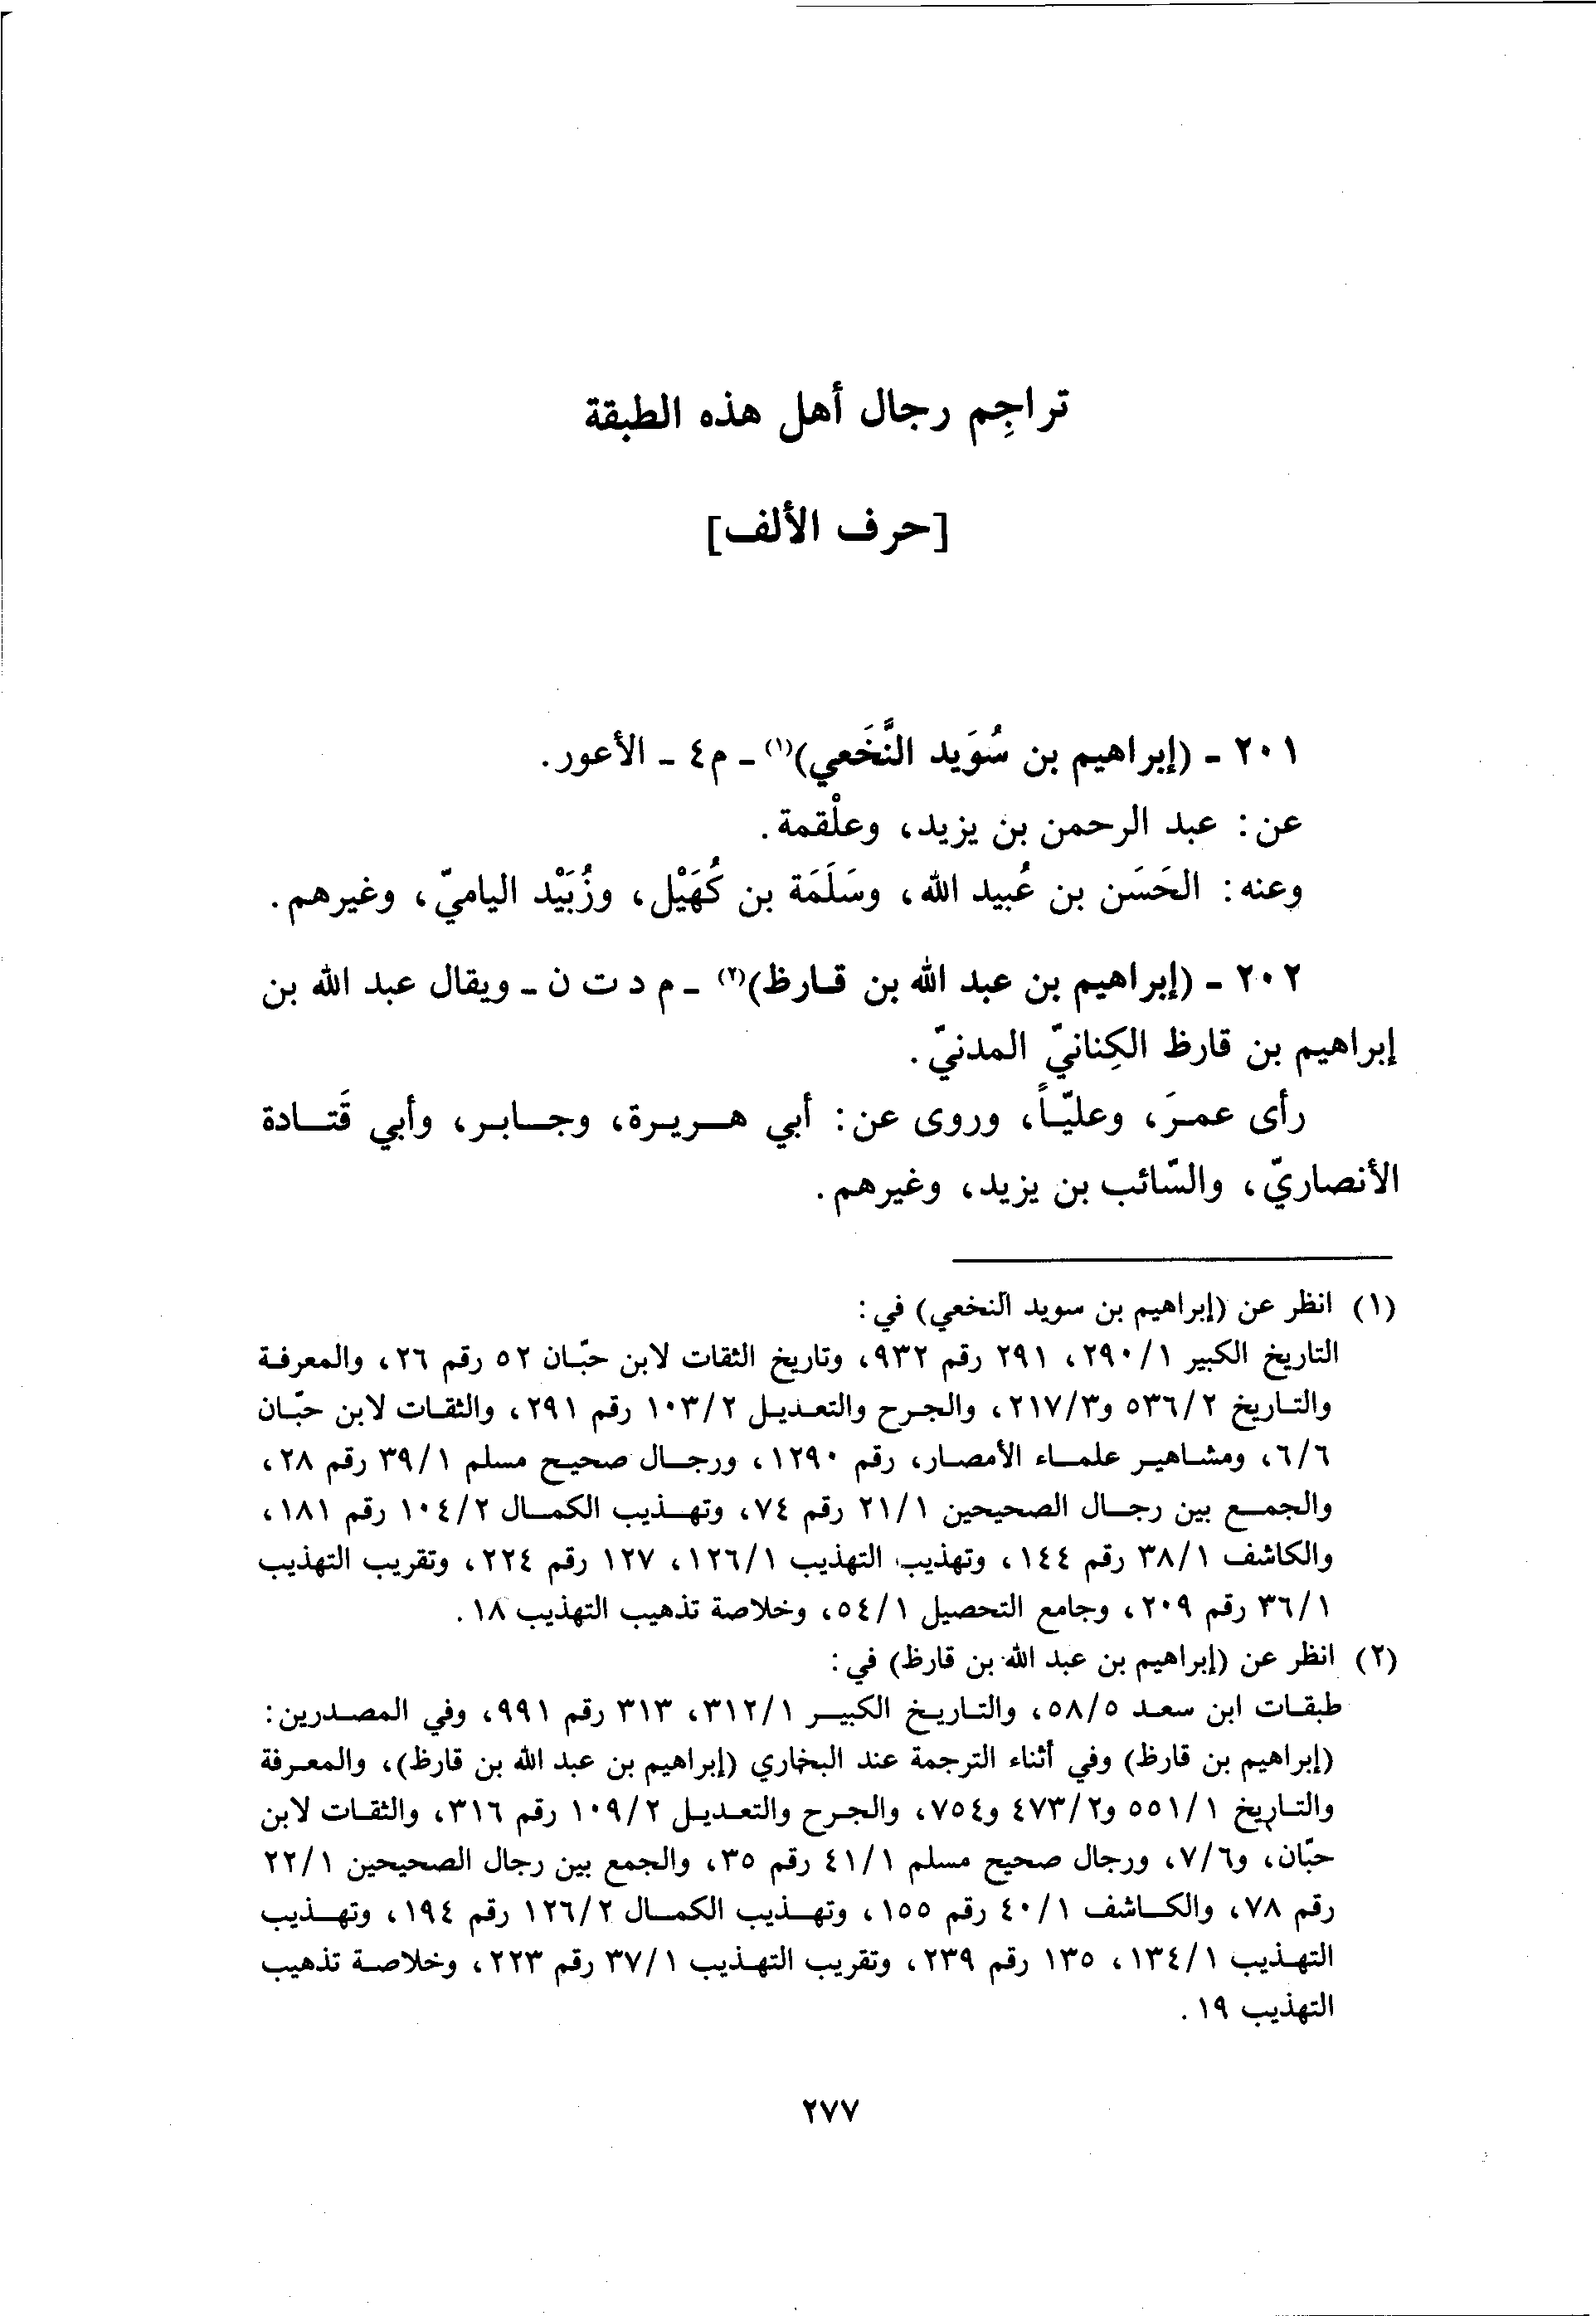 تراجِم رجال أهل هذه الطبقة
[حرف الألف]
٢٠١ - (إبراهيم بن سُوَيد النَّخَعي)(١) - م٤ - الأعور.
عن: عبد الرحمن بن يزيد، وعلْقمة.
وعنه: الحَسَن بن عُبيد الله، وسَلَمَة بن كُهَيْل، وزُبَيْد الياميّ، وغيرهم.
٢٠٢ - (إبراهيم بن عبد الله بن قارظ)(٢) - م د ت ن - ويقال عبد الله بن
إبراهيم بن قارظ الكِنانيّ المدنيّ.
رأى عمرَ، وعليّاً، وروى عن: أبي هريرة، وجابر، وأبي قَتادة
الأنصاريّ، والسّائب بن يزيد، وغيرهم.
(١) انظر عن (إبراهيم بن سويد النخعي) في:
التاريخ الكبير ٢٩٠/١، ٢٩١ رقم ٩٣٢، وتاريخ الثقات لابن حبّان ٥٢ رقم ٢٦، والمعرفة
والتاريخ ٥٣٦/٢ و٢١٧/٣، والجرح والتعديل ١٠٣/٢ رقم ٢٩١، والثقات لابن حبّان
٦/٦، ومشاهير علماء الأمصار، رقم ١٢٩٠، ورجال صحيح مسلم ٣٩/١ رقم ٢٨،
والجمع بين رجال الصحيحين ٢١/١ رقم ٧٤، وتهذيب الكمال ١٠٤/٢ رقم ١٨١،
والكاشف ٣٨/١ رقم ١٤٤، وتهذيب التهذيب ١٢٦/١، ١٢٧ رقم ٢٢٤، وتقريب التهذيب
٣٦/١ رقم ٢٠٩، وجامع التحصيل ٥٤/١، وخلاصة تذهيب التهذيب ١٨.
(٢) انظر عن (إبراهيم بن عبد الله بن قارظ) في:
طبقات ابن سعد ٥٨/٥، والتاريخ الكبير ٣١٢/١، ٣١٣ رقم ٩٩١، وفي المصدرين:
(إبراهيم بن قارظ) وفي أثناء الترجمة عند البخاري (إبراهيم بن عبد الله بن قارظ)، والمعرفة
والتاريخ ٥٥١/١ و٤٧٣/٢ و٧٥٤، والجرح والتعديل ١٠٩/٢ رقم ٣١٦، والثقات لابن
حبّان، و٧/٦، ورجال صحيح مسلم ٤١/١ رقم ٣٥، والجمع بين رجال الصحيحين ٢٢/١
رقم ٧٨، والكاشف ٤٠/١ رقم ١٥٥، وتهذيب الكمال ١٢٦/٢ رقم ١٩٤، وتهذيب
التهذيب ١٣٤/١، ١٣٥ رقم ٢٣٩، وتقريب التهذيب ٣٧/١ رقم ٢٢٣، وخلاصة تذهيب
التهذيب ١٩.
٢٧٧